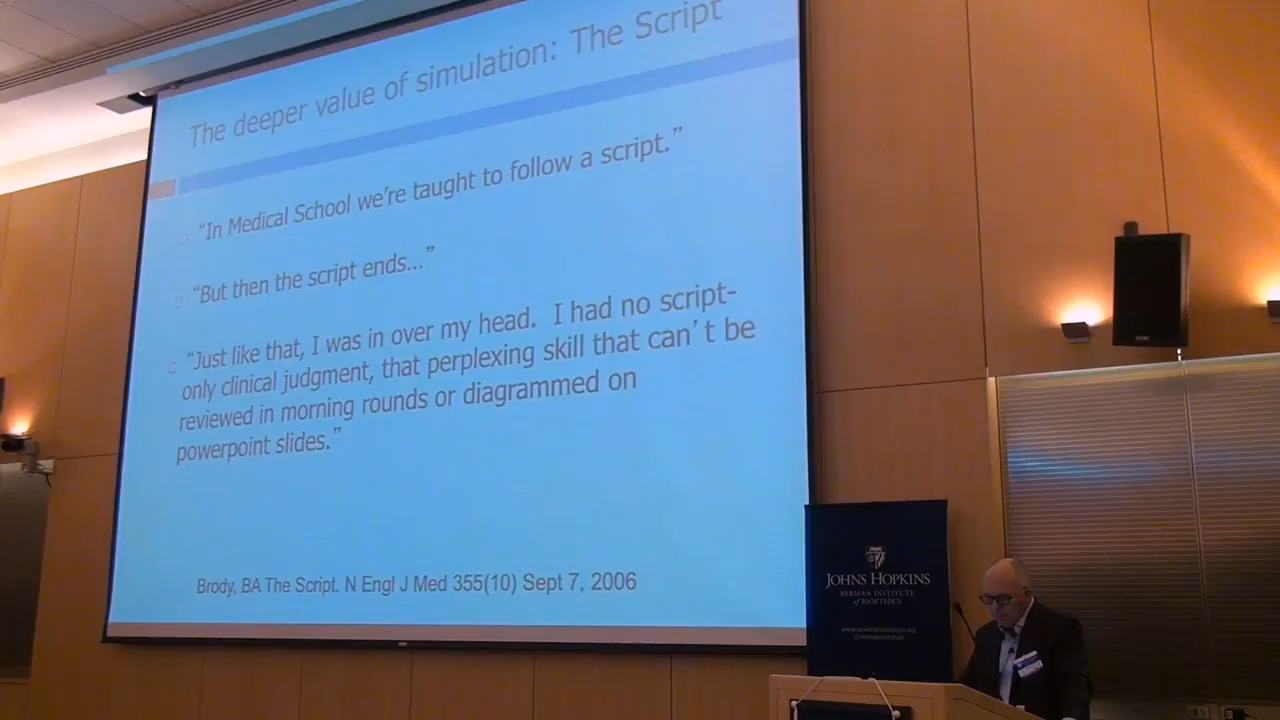 The deeper value of simulation: The Script
“In Medical School we’re taught to follow a script.”
“But then the script ends...”
“Just like that, I was in over my head. I had no script-
only clinical judgment, that perplexing skill that can’t be
reviewed in morning rounds or diagrammed on
powerpoint slides.”
Brody, BA The Script. N Engl J Med 355(10) Sept 7, 2006
JOHNS HOPKINS
BERMAN INSTITUTE
of BIOETHICS